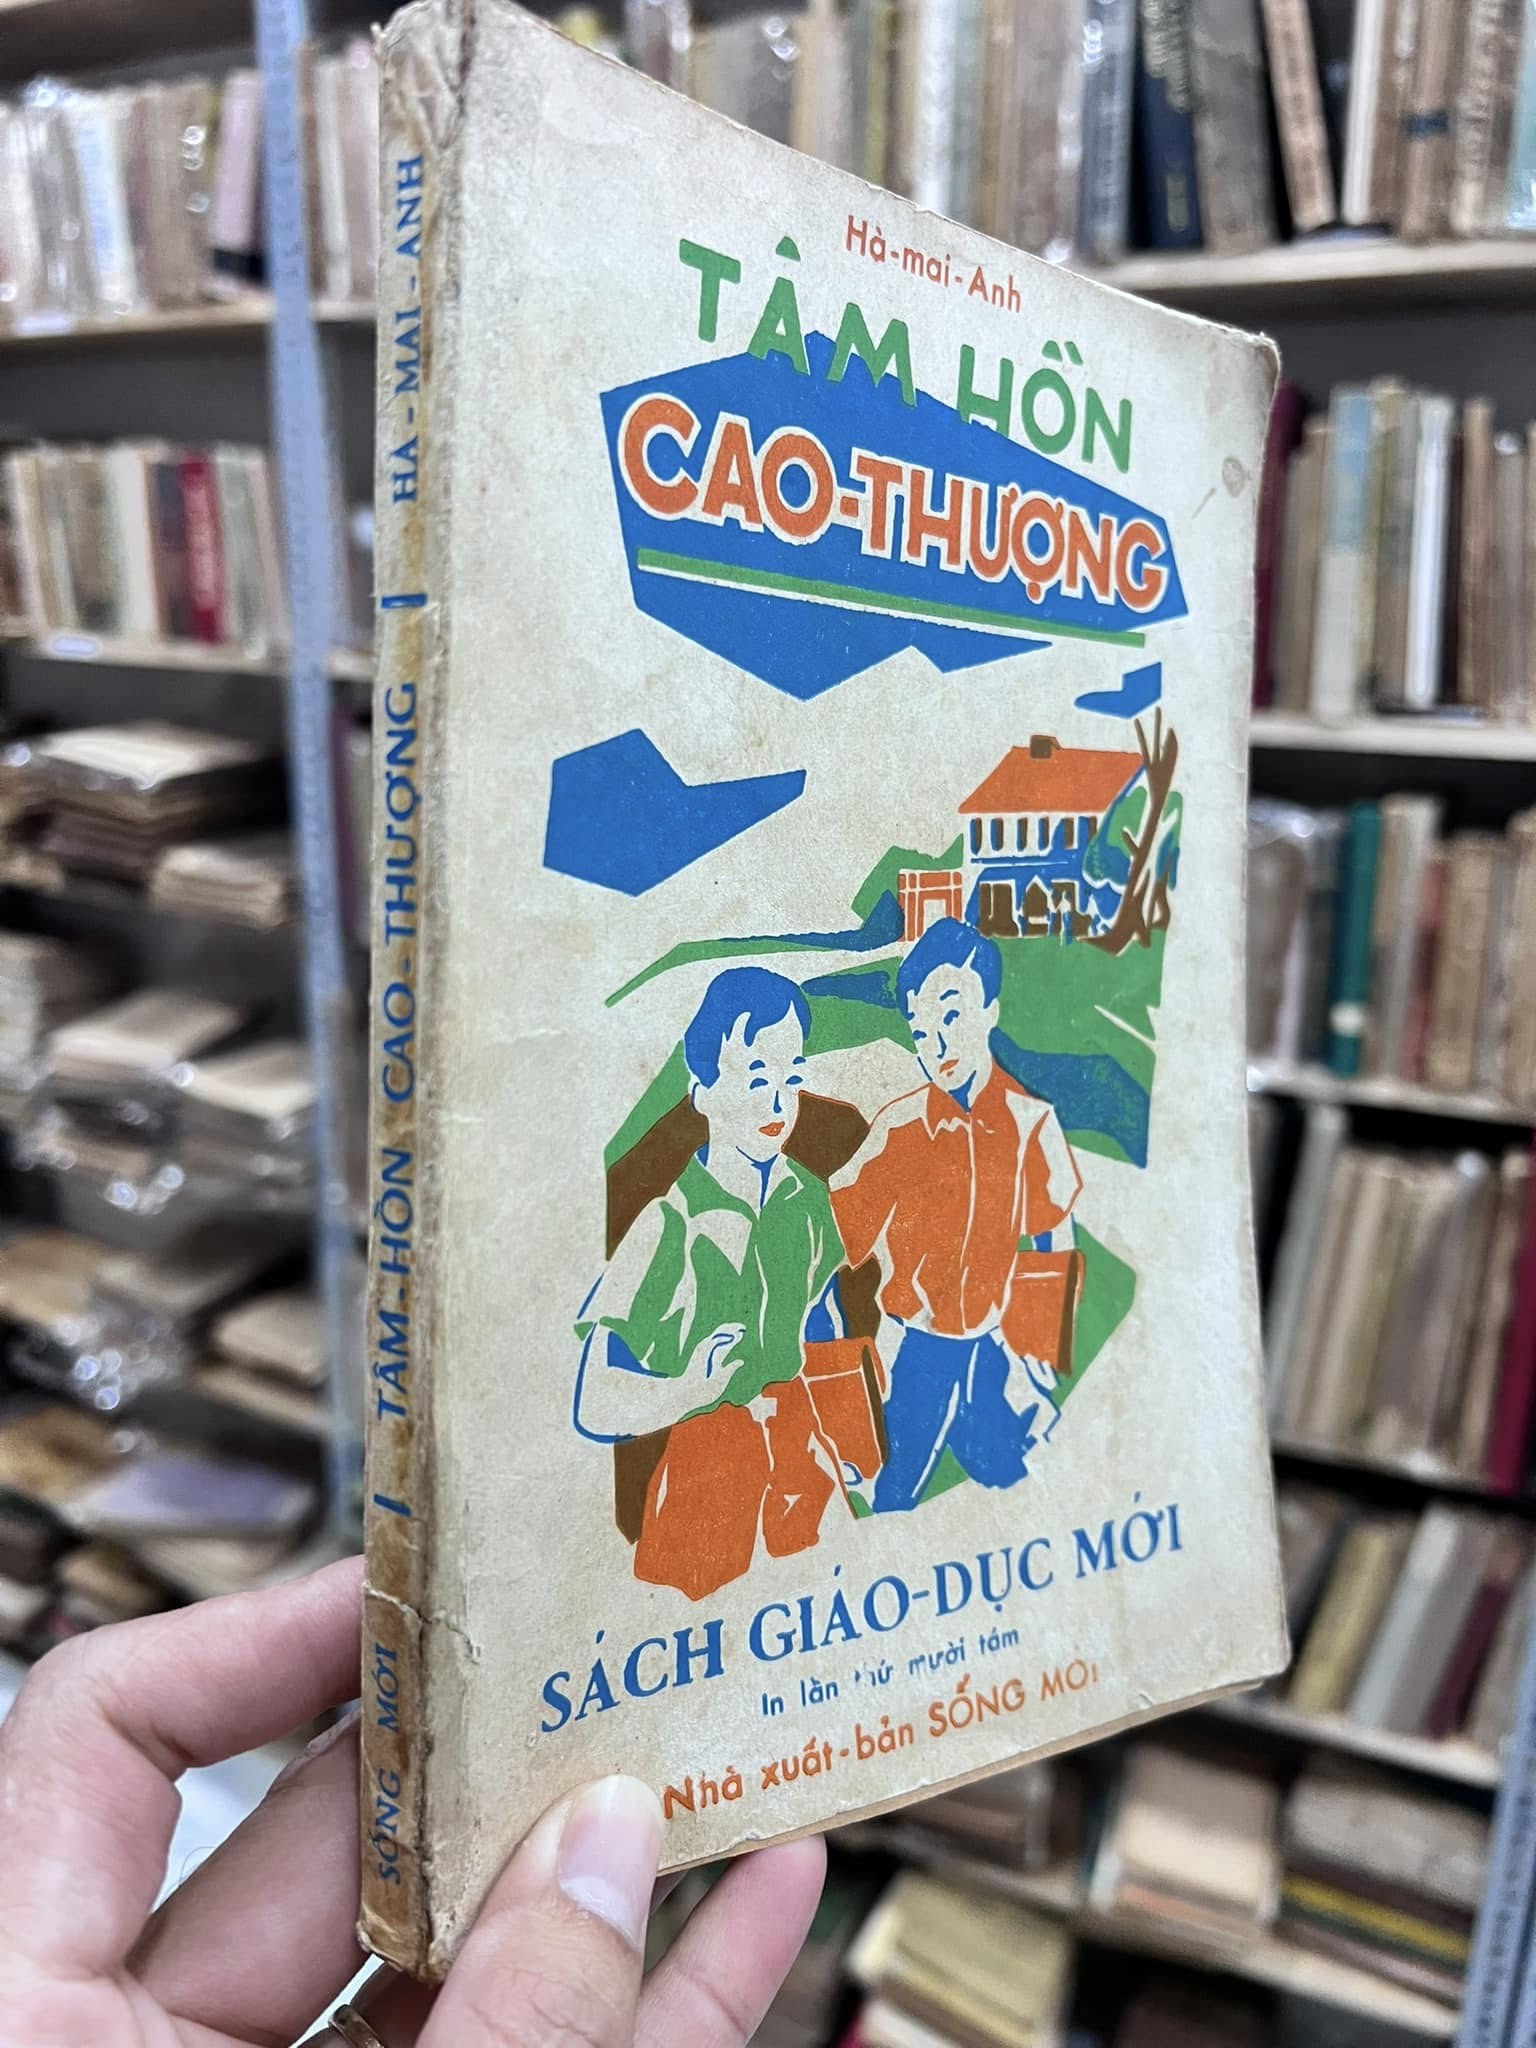 Hà-mai-Anh
TÂM HỒN
CAO-THƯỢNG
SÁCH GIÁO-DỤC MỚI
In lần thứ mười tám
Nhà xuất-bản SỐNG MỚI
SỐNG MỚI | TÂM-HỒN CAO-THƯỢNG | HÀ-MAI-ANH